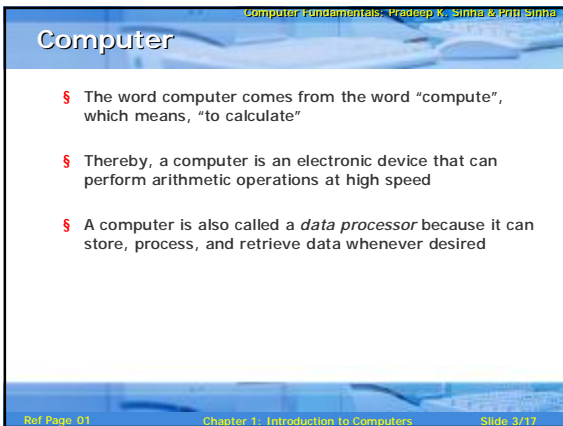 Computer Fundamentals: Pradeep K. Sinha & Priti Sinha
Computer
§ The word computer comes from the word “compute”,
which means, “to calculate”
§ Thereby, a computer is an electronic device that can
perform arithmetic operations at high speed
§ A computer is also called a data processor because it can
store, process, and retrieve data whenever desired
Ref Page 01 Chapter 1: Introduction to Computers Slide 3/17